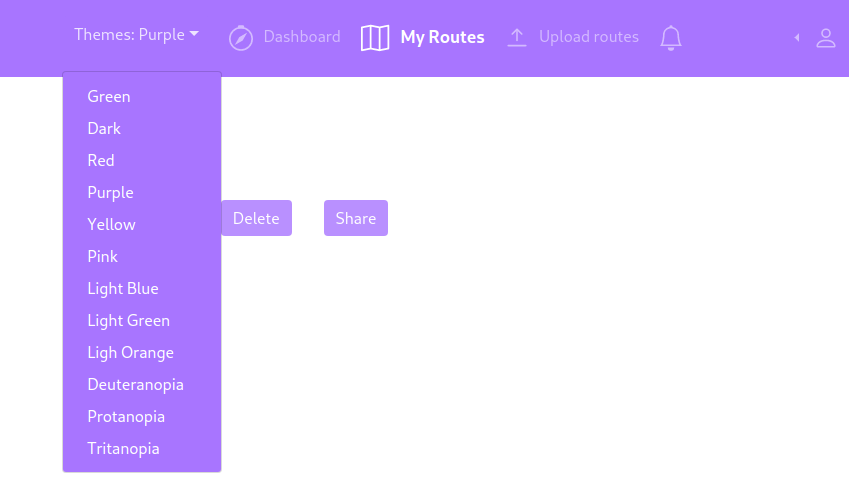 Themes: Purple
Dashboard
My Routes
Upload routes
Green
Dark
Red
Purple
Yellow
Pink
Light Blue
Light Green
Ligh Orange
Deuteranopia
Protanopia
Tritanopia
Delete
Share